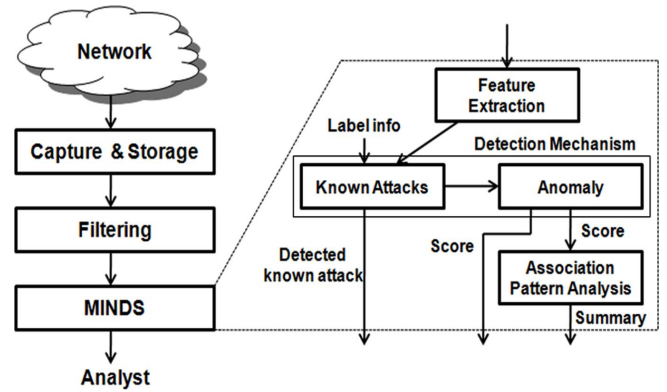 Network
Capture & Storage
Filtering
MINDS
Analyst
Feature
Extraction
Label info
Detection Mechanism
Known Attacks
Anomaly
Detected
known attack
Score
Score
Association
Pattern Analysis
Summary